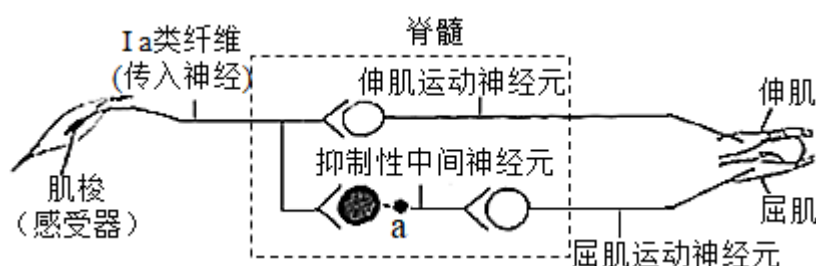 脊髓
Ia类纤维
(传入神经)
伸肌运动神经元
伸肌
抑制性中间神经元
肌梭
(感受器)
a
屈肌
屈肌运动神经元